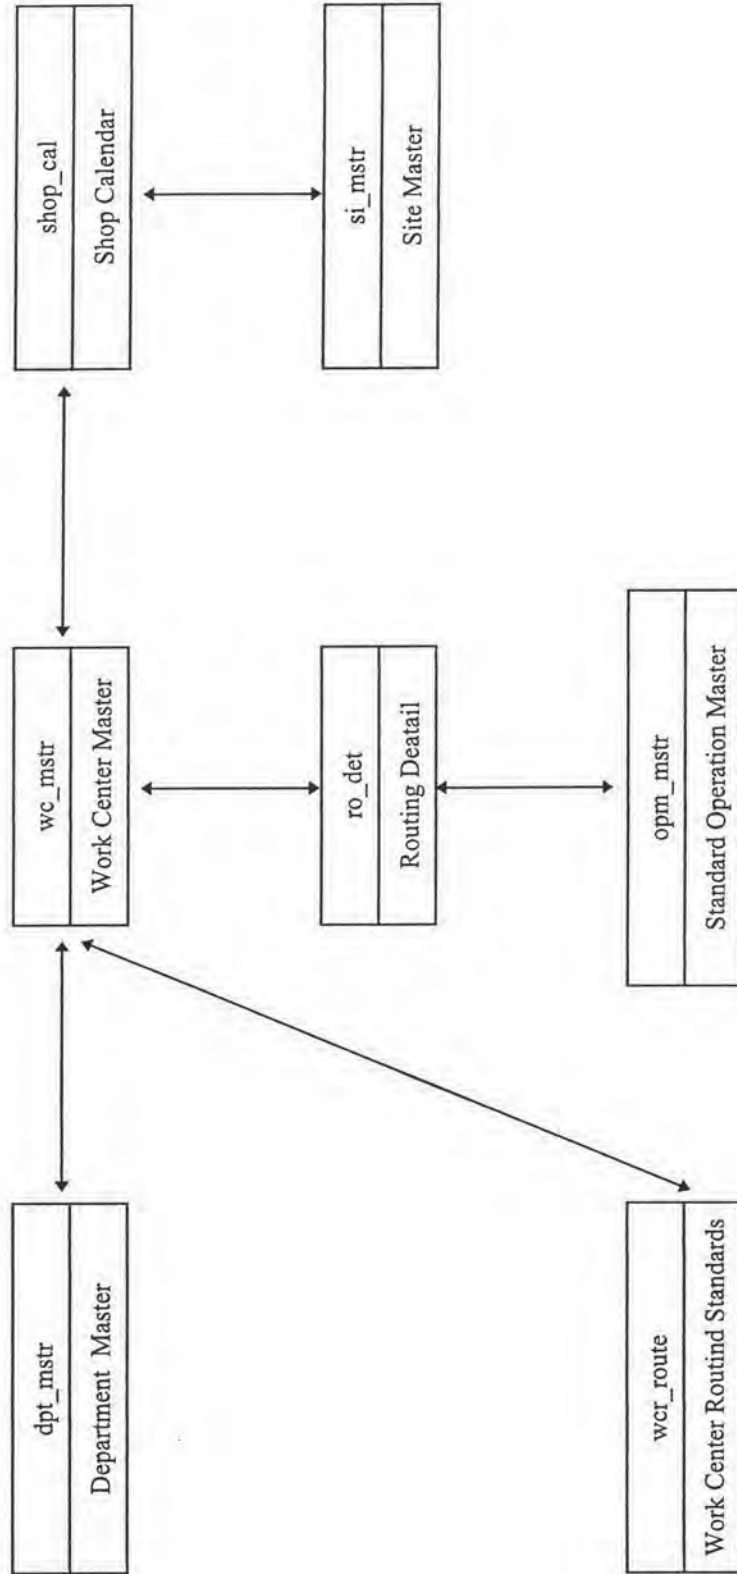 dpt_mstr
Department Master
wc_mstr
Work Center Master
shop_cal
Shop Calendar
ro_det
Routing Deatail
si_mstr
Site Master
wcr_route
Work Center Routind Standards
opm_mstr
Standard Operation Master